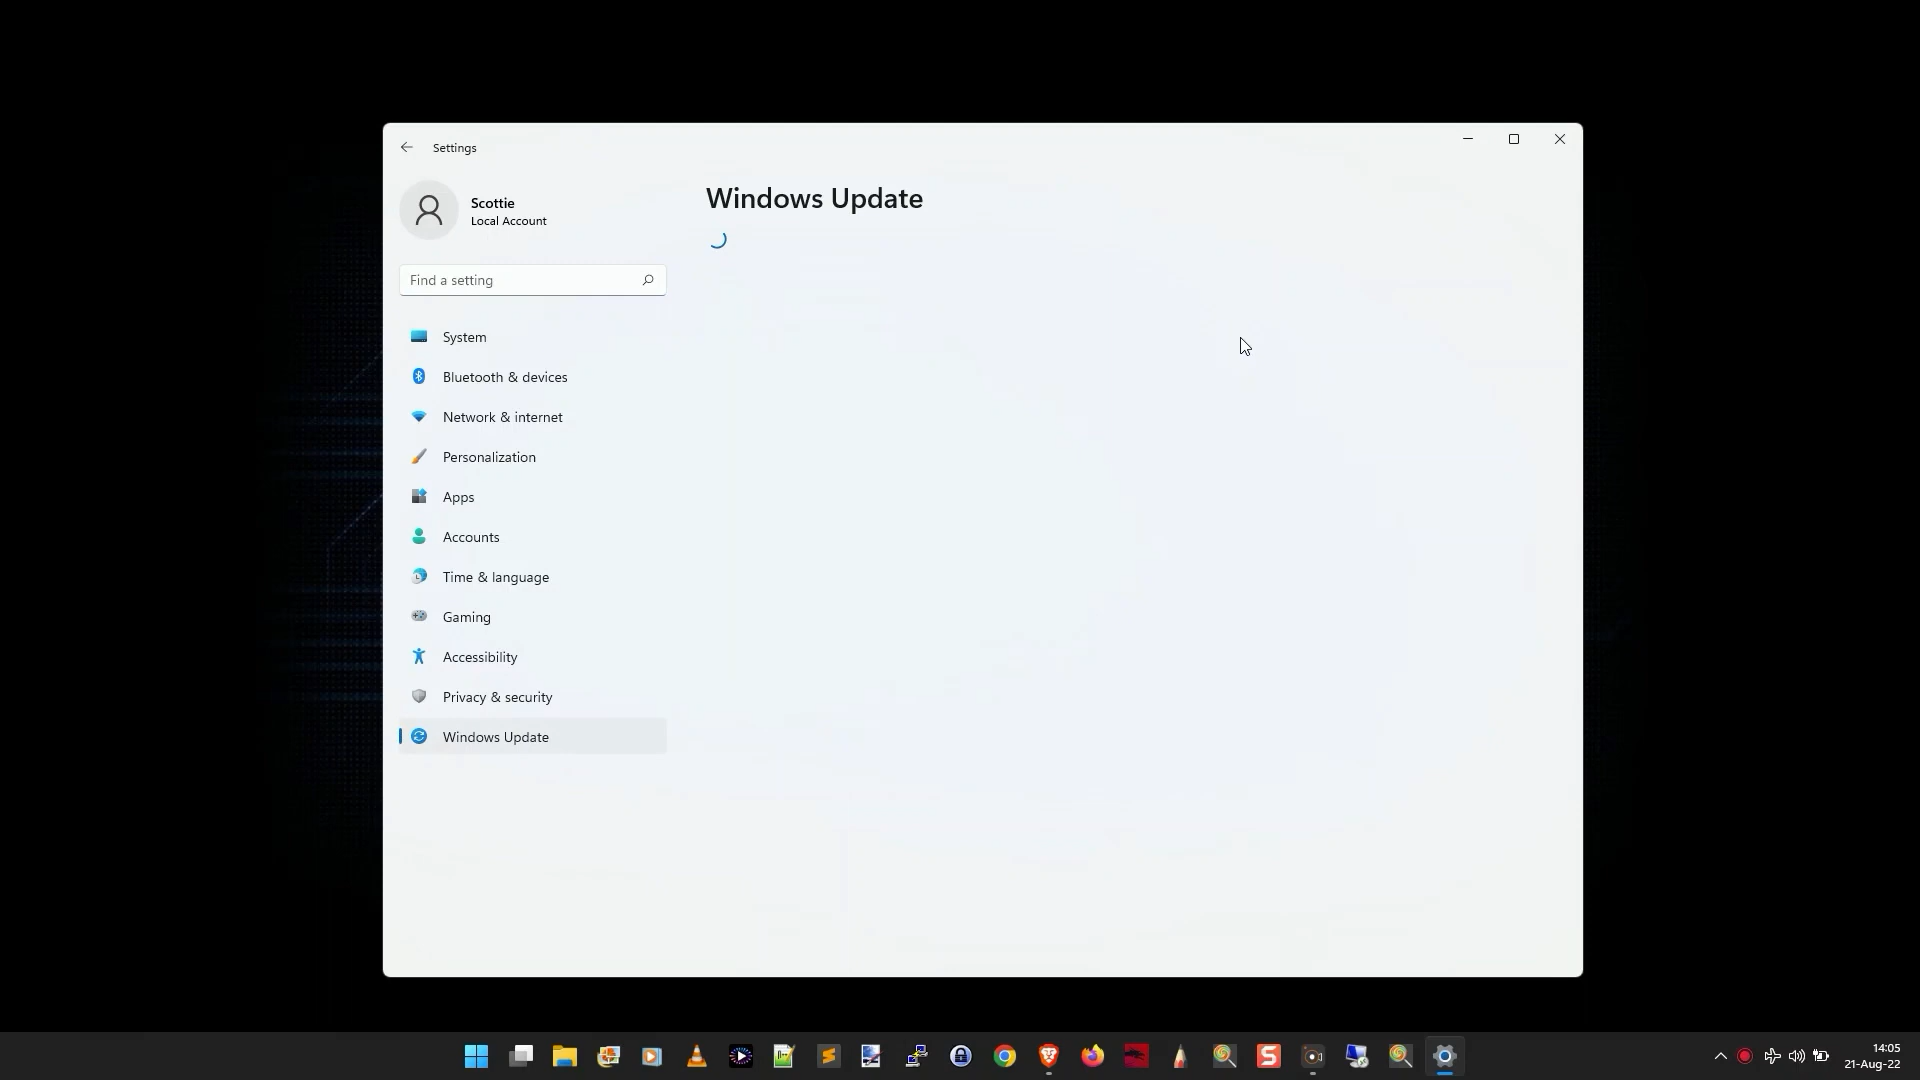 Settings
Scottie
Local Account
Find a setting
System
Bluetooth & devices
Network & internet
Personalization
Apps
Accounts
Time & language
Gaming
Accessibility
Privacy & security
Windows Update
Windows Update
14:05
21-Aug-22